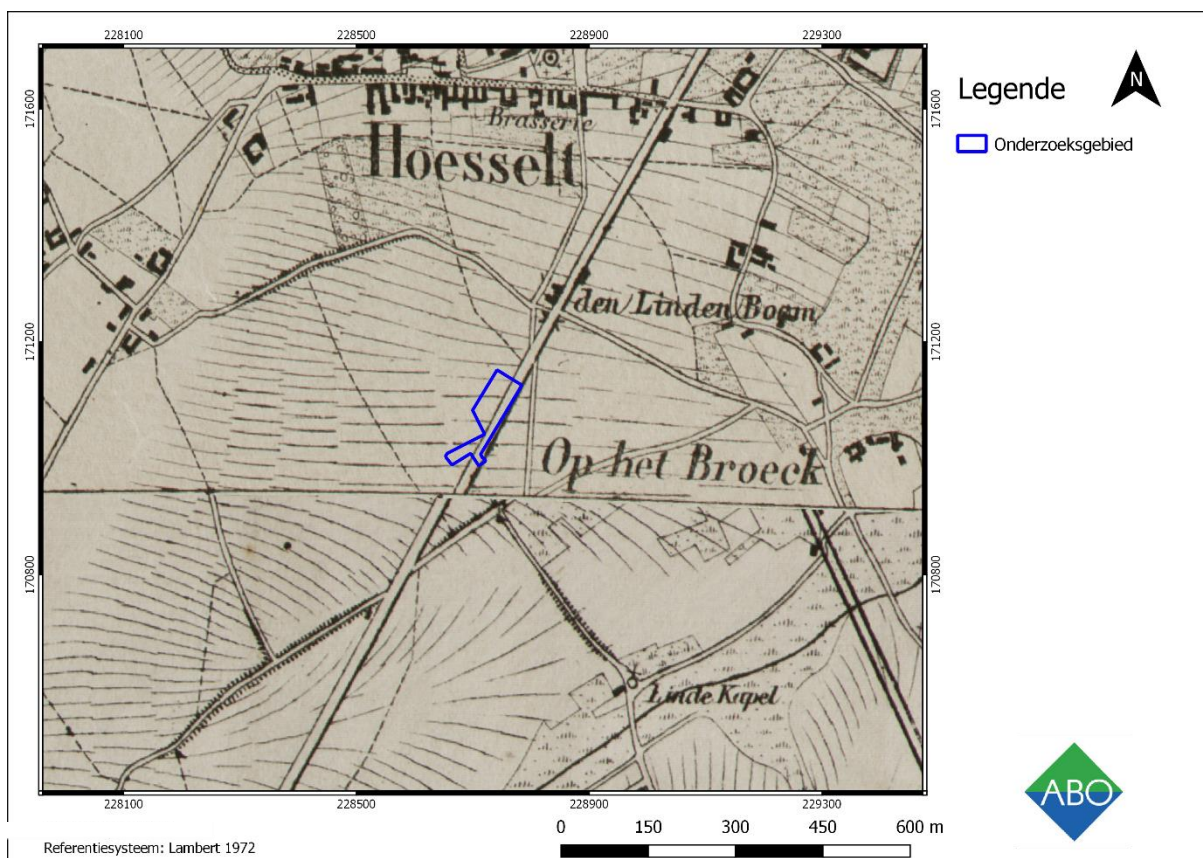 228100 228500 228900 229300
171600
171200
170800
171600
171200
170800
Brasserie
Hoesselt
den Linden Boom
Op het Broeck
Linde Kapel
228100 228500 228900 229300
Legende
N
Onderzoeksgebied
ABO
Referentiesysteem: Lambert 1972
0 150 300 450 600 m